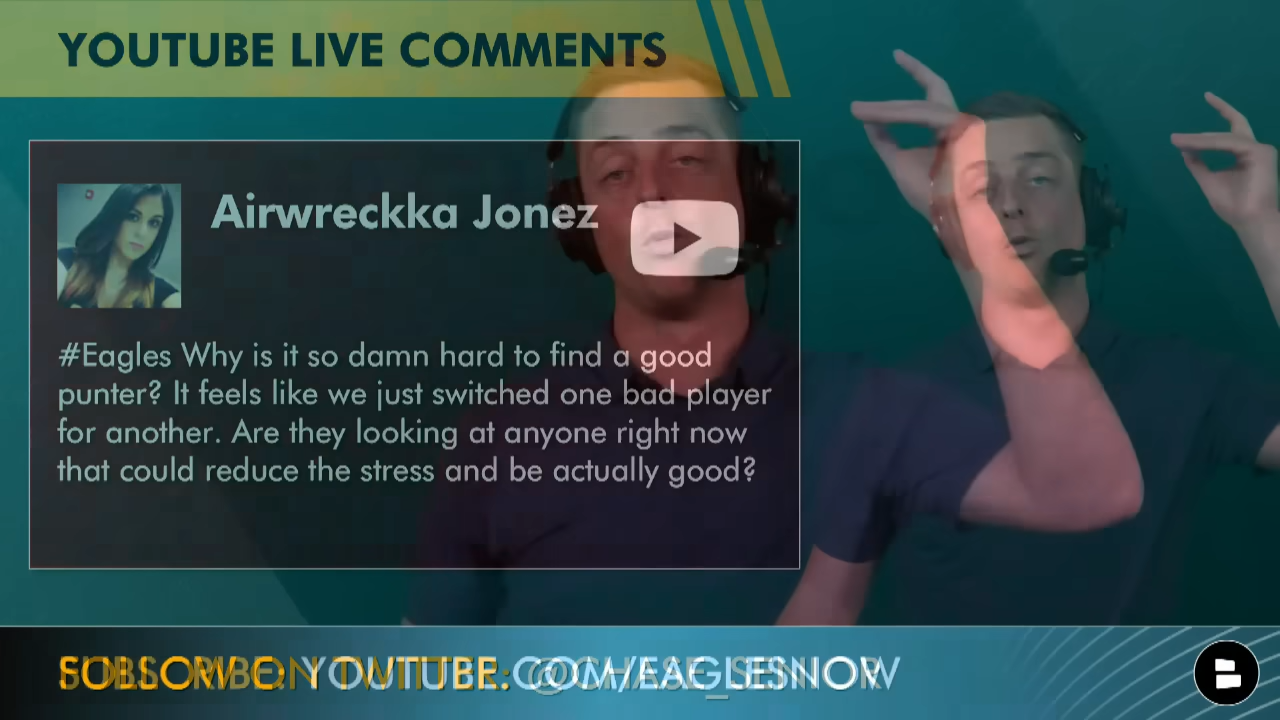 YOUTUBE LIVE COMMENTS
Airwreckka Jonez
#Eagles Why is it so damn hard to find a good
punter? It feels like we just switched one bad player
for another. Are they looking at anyone right now
that could reduce the stress and be actually good?